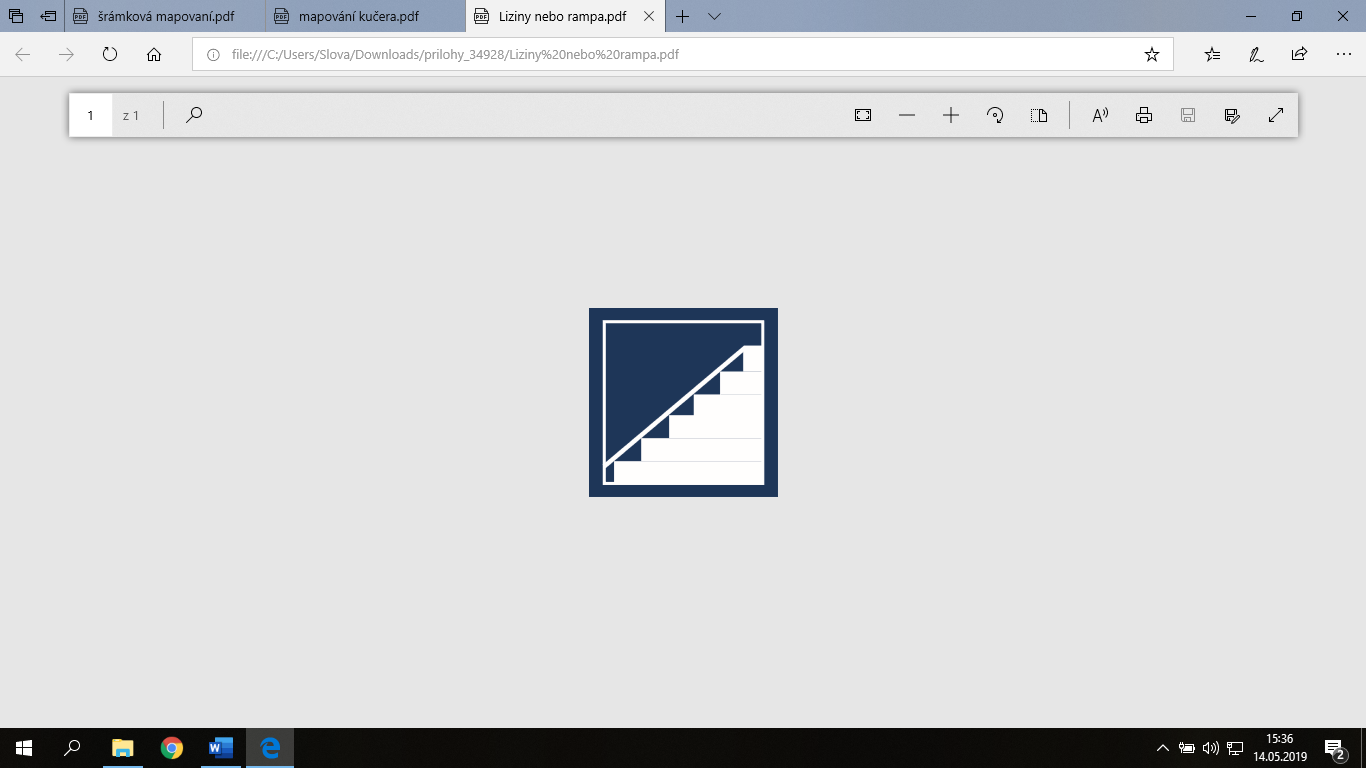 šrámková mapovaní.pdf
mapování kučera.pdf
Liziny nebo rampa.pdf
file:///C:/Users/Slova/Downloads/prilohy_34928/Liziny%20nebo%20rampa.pdf
1 z 1
15:36
14.05.2019
2